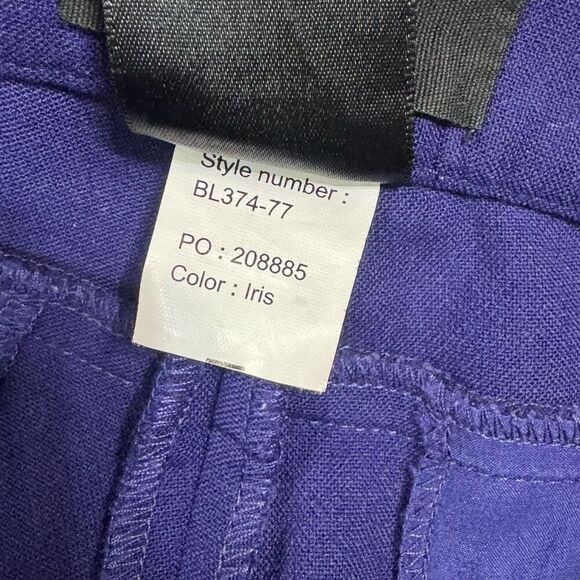 Style number :
BL374-77
PO : 208885
Color : Iris